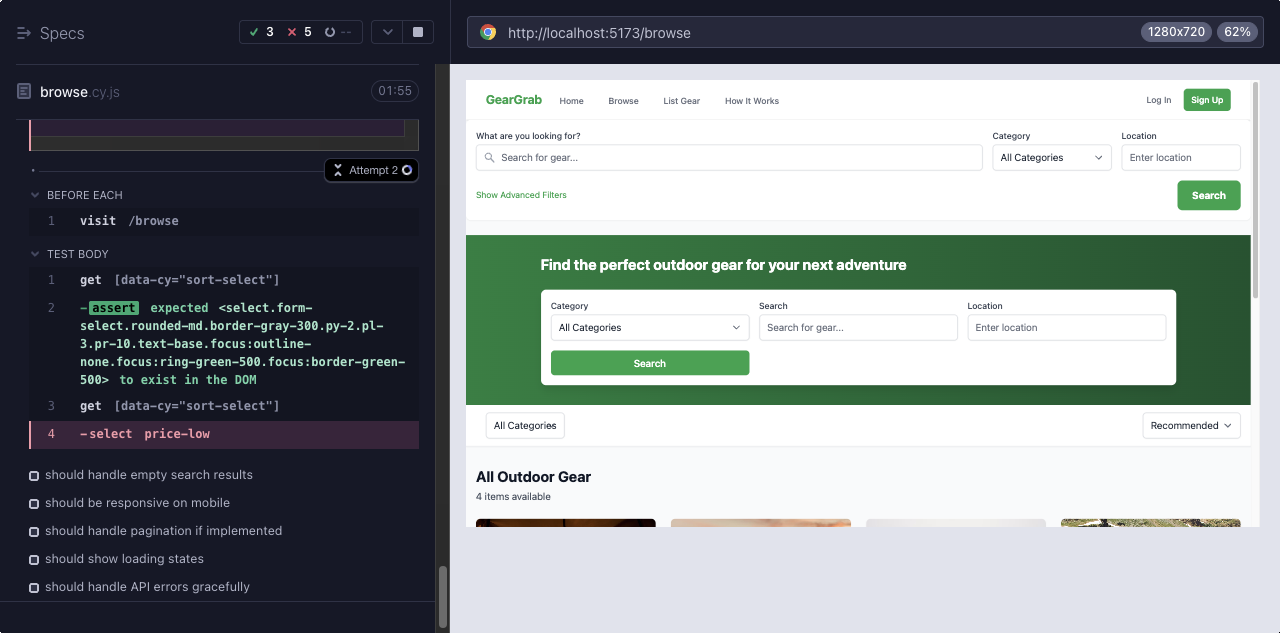 Specs
3
5
--
http://localhost:5173/browse
1280x720
62%
browse.cy.js
01:55
Attempt 2
BEFORE EACH
1 visit /browse
TEST BODY
1 get [data-cy="sort-select"]
2 -assert expected <select.form-
select.rounded-md.border-gray-300.py-2.pl-
3.pr-10.text-base.focus:outline-
none.focus:ring-green-500.focus:border-green-
500> to exist in the DOM
3 get [data-cy="sort-select"]
4 -select price-low
should handle empty search results
should be responsive on mobile
should handle pagination if implemented
should show loading states
should handle API errors gracefully
GearGrab Home Browse List Gear How It Works Log In Sign Up
What are you looking for? Category Location
Search for gear... All Categories Enter location
Show Advanced Filters Search
Find the perfect outdoor gear for your next adventure
Category Search Location
All Categories Search for gear... Enter location
Search
All Categories Recommended
All Outdoor Gear
4 items available